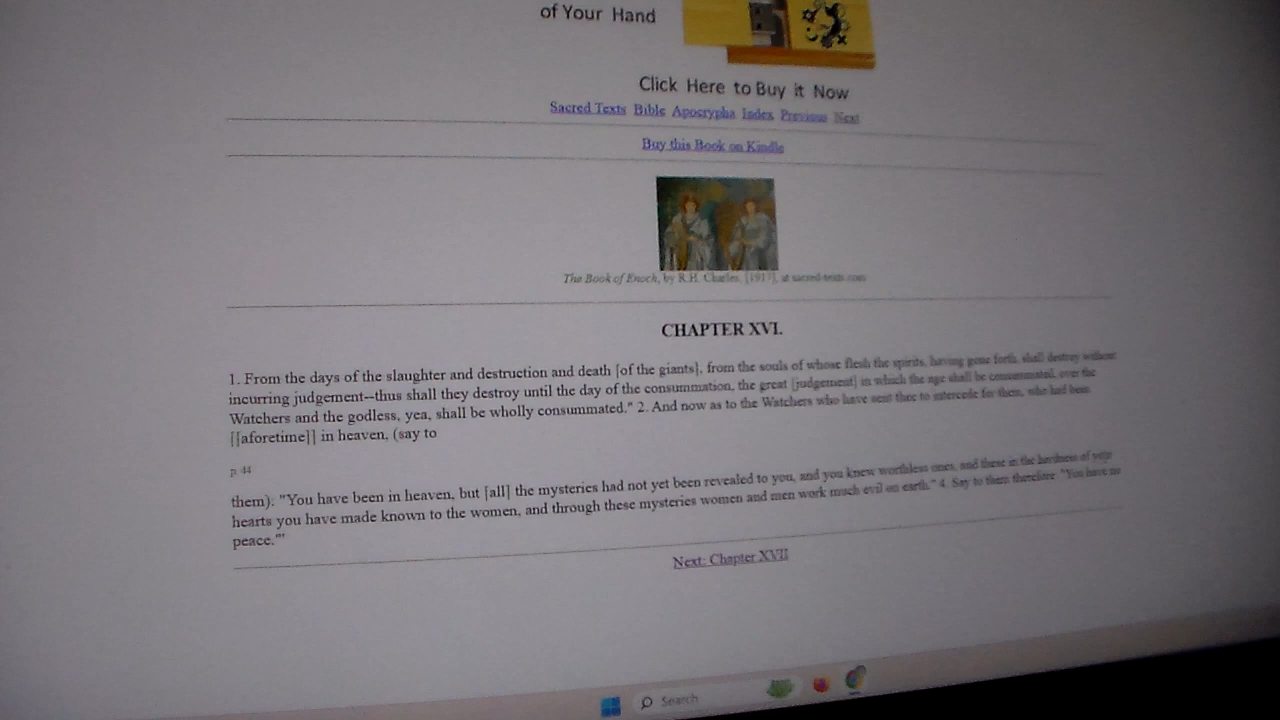 of Your Hand
Click Here to Buy it Now
Sacred Texts Bible Apocrypha Index Previous Next
Buy this Book on Kindle
The Book of Enoch, by R.H. Charles, [1917], at sacred-texts.com
CHAPTER XVI.
1. From the days of the slaughter and destruction and death [of the giants], from the souls of whose flesh the spirits, having gone forth, shall destroy without
incurring judgement--thus shall they destroy until the day of the consummation, the great [judgement] in which the age shall be consummated, over the
Watchers and the godless, yea, shall be wholly consummated." 2. And now as to the Watchers who have sent thee to intercede for them, who had been
[[aforetime]] in heaven, (say to
p. 44
them): "You have been in heaven, but [all] the mysteries had not yet been revealed to you, and you knew worthless ones, and these in the hardness of your
hearts you have made known to the women, and through these mysteries women and men work much evil on earth." 4. Say to them therefore: "You have no
peace."'
Next: Chapter XVII
Search